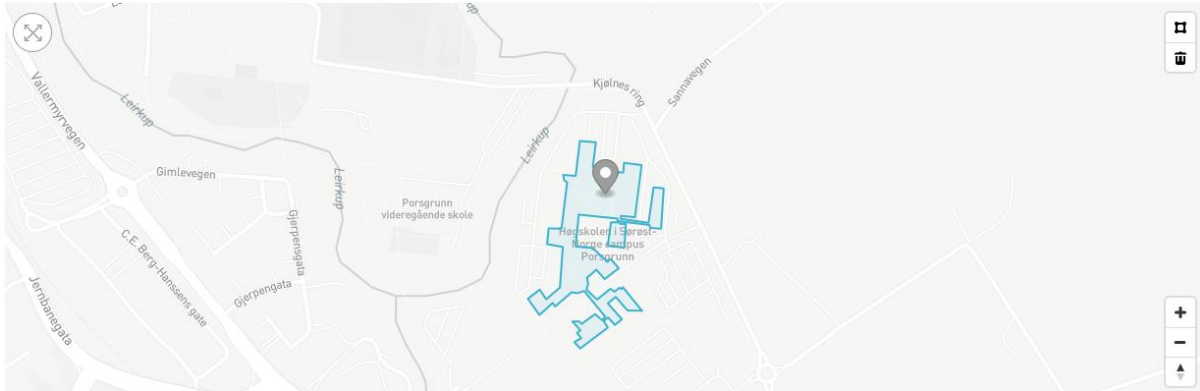 Vallermyrvegen
Leirkup
Gimlevegen
Leirkup
Gjerpensgata
C.E. Berg-Hanssens gate
Gjerpengata
Jernbanegata
Porsgrunn
videregående skole
Leirkup
Kjølnes ring
Sannavegen
Høgskolen i Sørøst-
Norge campus
Porsgrunn